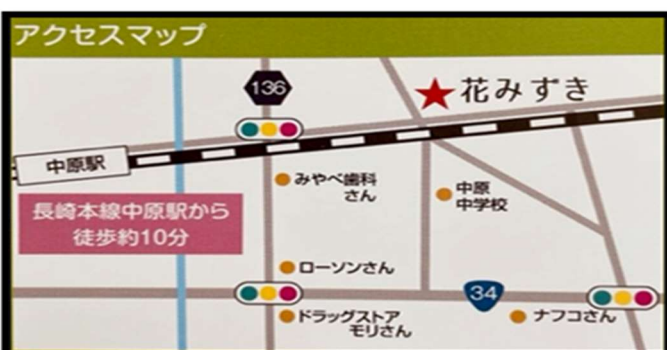 アクセスマップ
136
花みずき
中原駅
みやべ歯科
さん
中原
中学校
長崎本線中原駅から
徒歩約10分
ローソンさん
34
ドラッグストア
モリさん
ナフコさん